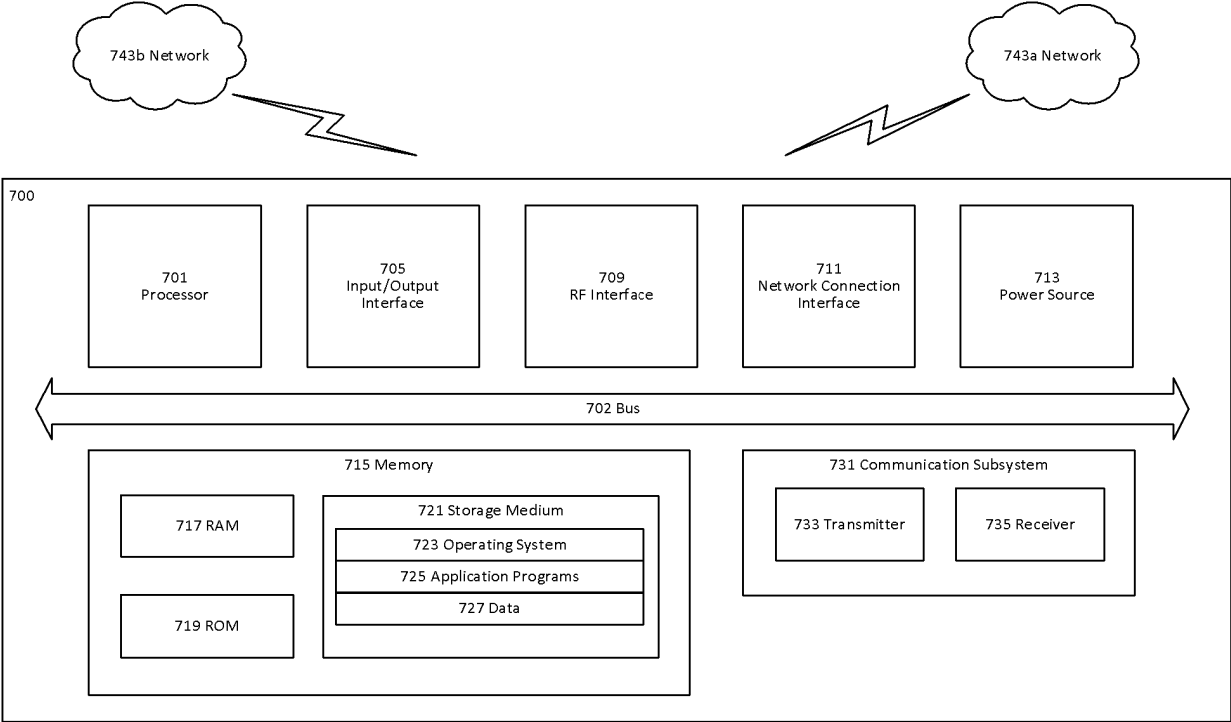 743b Network
743a Network
700
701
Processor
705
Input/Output
Interface
709
RF Interface
711
Network Connection
Interface
713
Power Source
702 Bus
715 Memory
717 RAM
719 ROM
721 Storage Medium
723 Operating System
725 Application Programs
727 Data
731 Communication Subsystem
733 Transmitter
735 Receiver